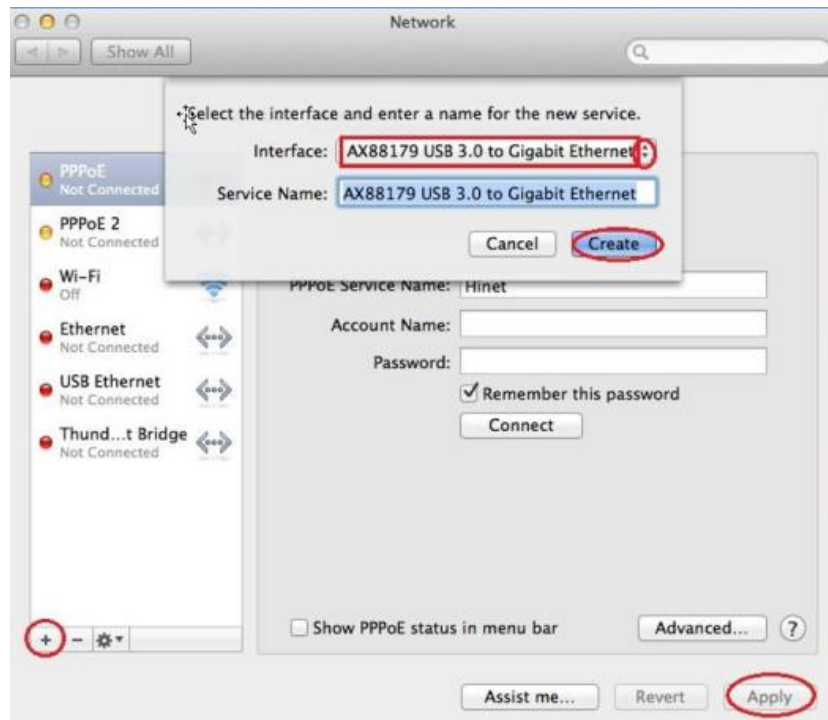 Network
Show All
Select the interface and enter a name for the new service.
Interface: AX88179 USB 3.0 to Gigabit Ethernet
Service Name: AX88179 USB 3.0 to Gigabit Ethernet
Cancel Create
PPPoE
Not Connected
PPPoE 2
Not Connected
Wi-Fi
Off
Ethernet
Not Connected
USB Ethernet
Not Connected
Thund...t Bridge
Not Connected
PPPoE Service Name: Hinet
Account Name:
Password:
Remember this password
Connect
Show PPPoE status in menu bar
Advanced... ?
+ −
Assist me... Revert Apply